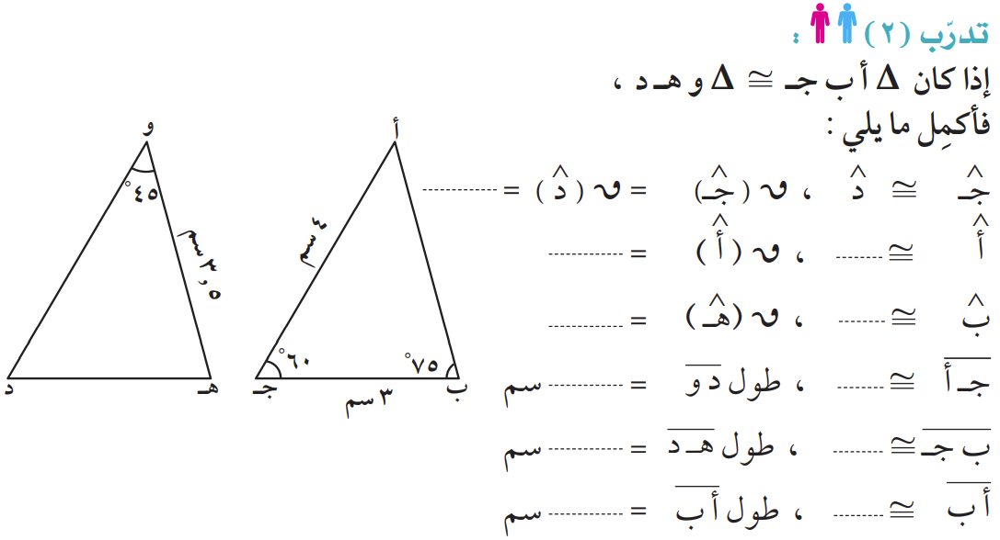 تدرّب (٢) :
إذا كان Δ أ ب جـ ≅ Δ و هـ د ،
فأكمِل ما يلي :
جـ^ ≅ د^ ، ق (جـ^) = ق (د^) = --------
أ^ ≅ ------ ، ق (أ^) = --------
ب^ ≅ ------ ، ق (هـ^) = --------
جـ أ ≅ ------ ، طول د و = -------- سم
ب جـ ≅ ------ ، طول هـ د = -------- سم
أ ب ≅ ------ ، طول أ ب = -------- سم
أ
٤ سم
٦٠°
٧٥°
جـ
ب
٣ سم
و
٤٥°
٣٫٥ سم
د
هـ